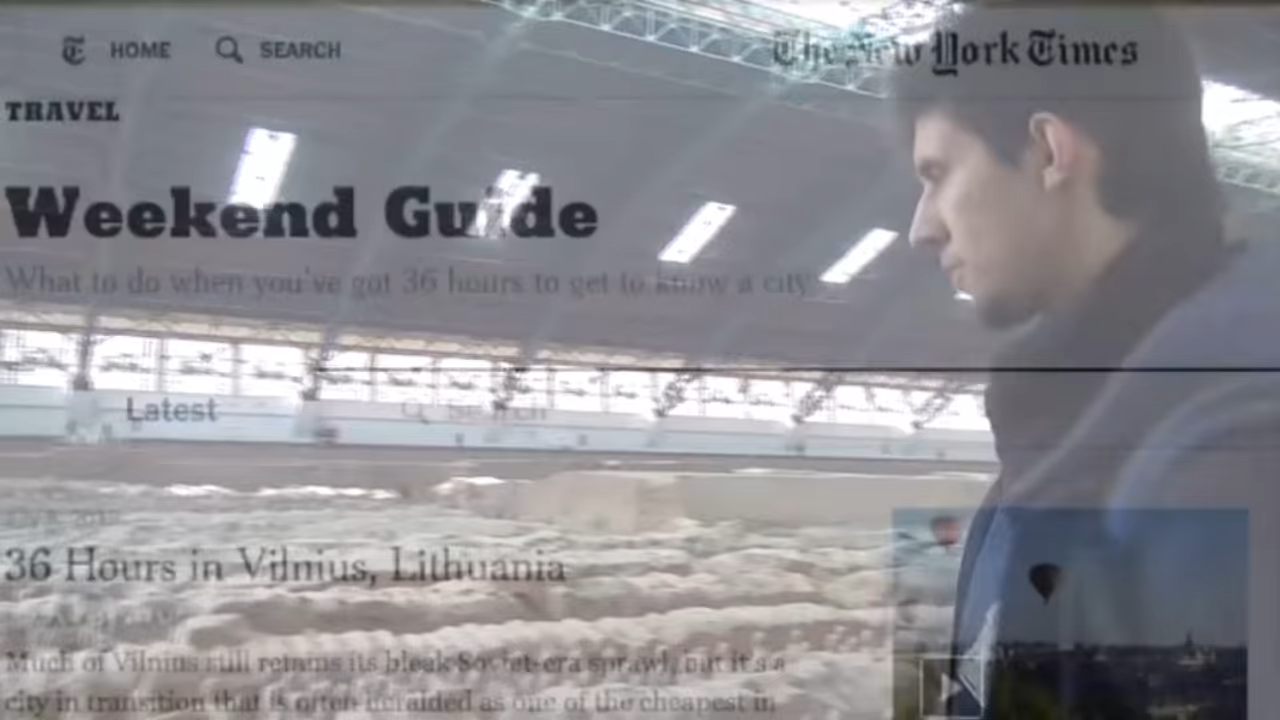 HOME SEARCH The New York Times
TRAVEL
Weekend Guide
What to do when you've got 36 hours to get to know a city
Latest Search
36 Hours in Vilnius, Lithuania
Much of Vilnius still retains its bleak Soviet-era sprawl, but it's a
city in transition that is often heralded as one of the cheapest in